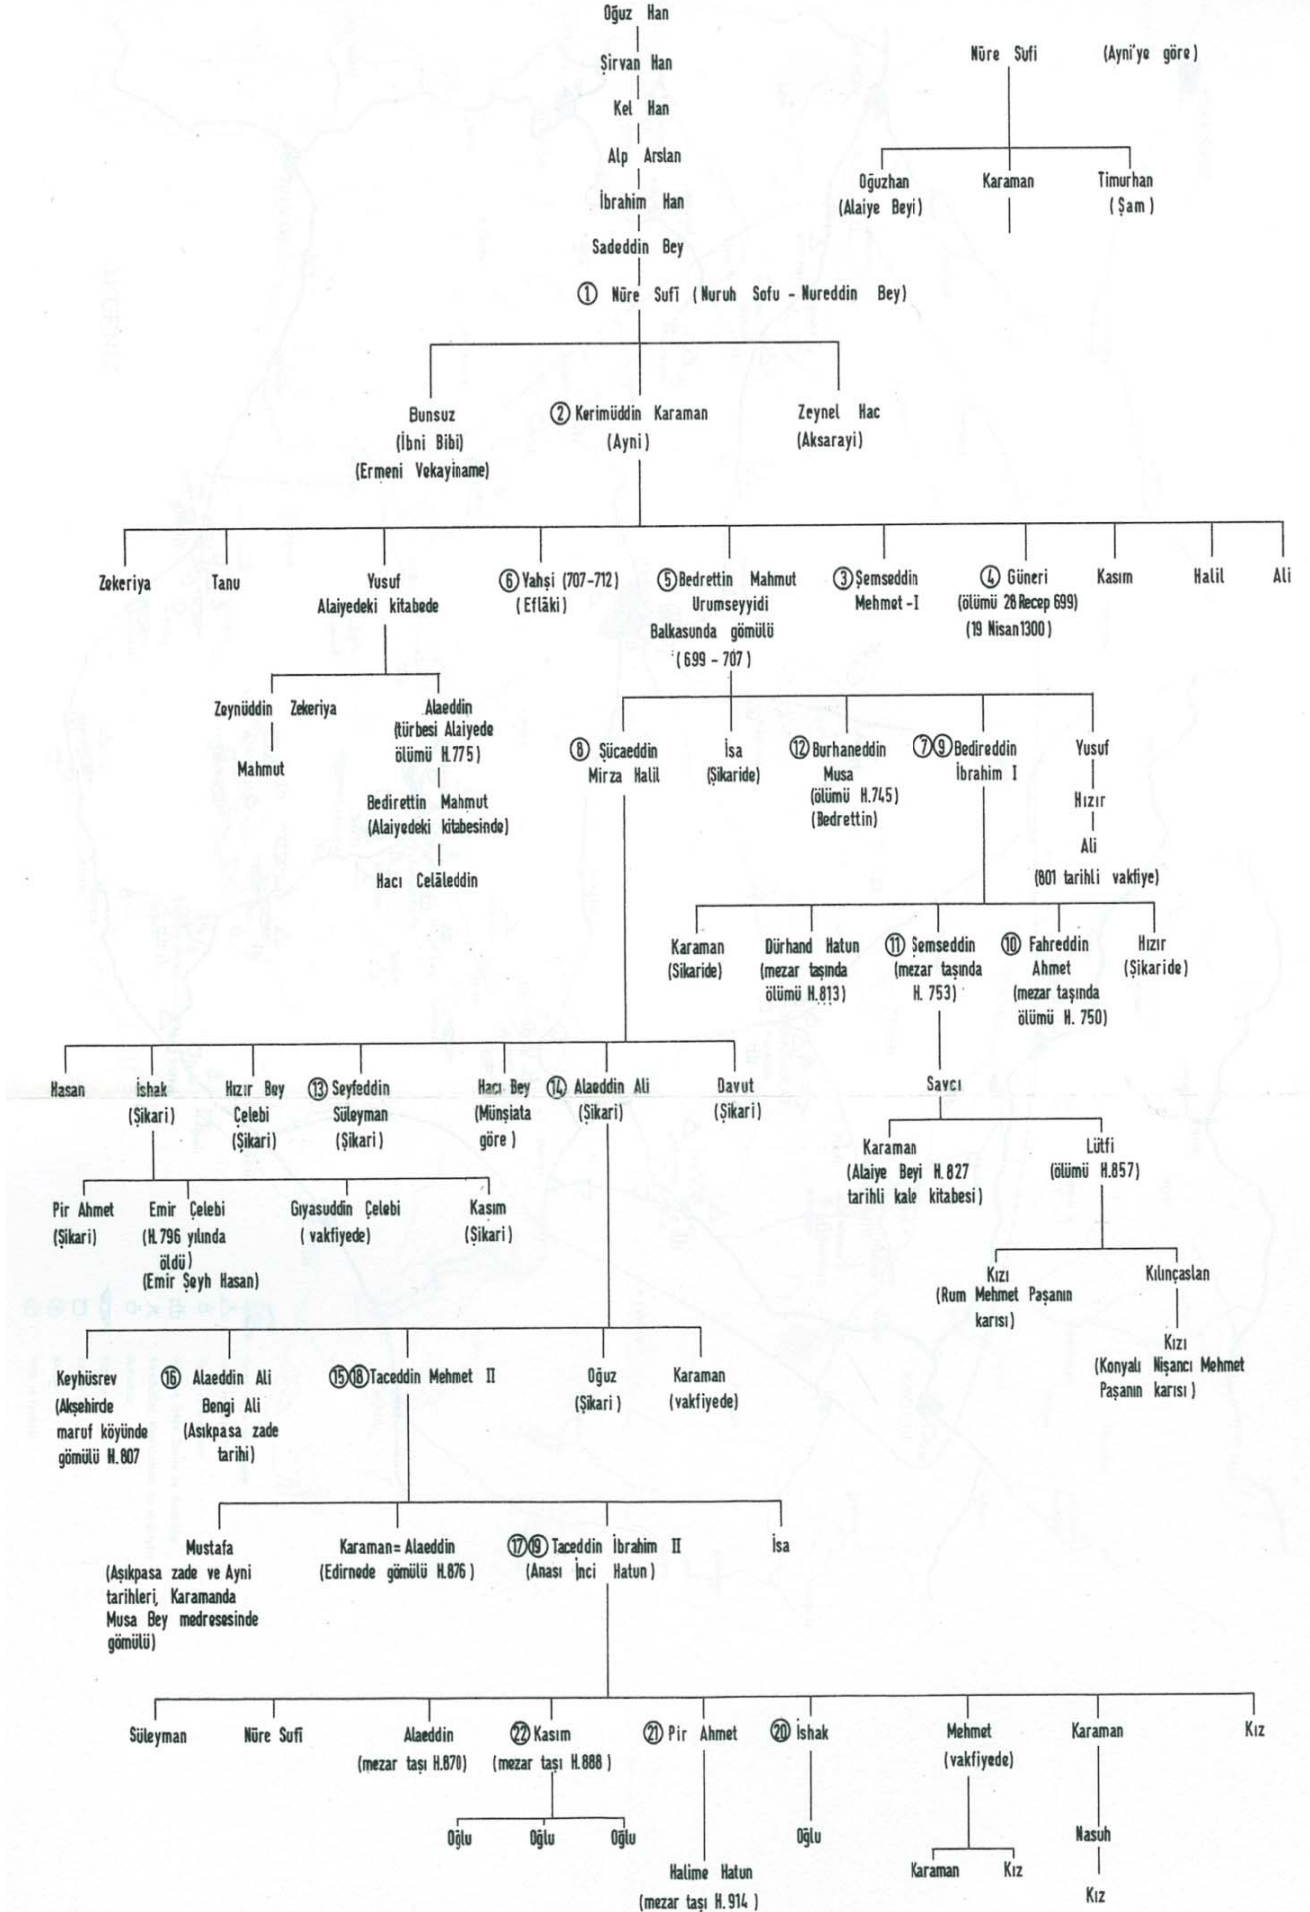 Oğuz Han
Şirvan Han
Kel Han
Alp Arslan
İbrahim Han
Sadeddin Bey
① Nûre Sufî (Nuruh Sofu - Nureddin Bey)
Nûre Sufi (Ayni'ye göre)
Oğuzhan
(Alaiye Beyi)
Karaman
Timurhan
(Şam)
Bunsuz
(İbni Bibi)
(Ermeni Vekayiname)
② Kerimüddin Karaman
(Ayni)
Zeynel Hac
(Aksarayi)
Zekeriya
Tanu
Yusuf
Alaiyedeki kitabede
⑥ Yahşi (707-712)
(Eflâki)
⑤ Bedrettin Mahmut
Urumseyyidi
Balkasunda gömülü
(699 - 707)
③ Şemseddin
Mehmet-I
④ Güneri
(ölümü 28 Recep 699)
(19 Nisan 1300)
Kasım
Halil
Ali
Zeynüddin Zekeriya
Mahmut
Alaeddin
(türbesi Alaiyede
ölümü H.775)
Bedirettin Mahmut
(Alaiyedeki kitabesinde)
Hacı Celâleddin
⑧ Şücaeddin
Mirza Halil
İsa
(Şikaride)
⑫ Burhaneddin
Musa
(ölümü H.745)
(Bedrettin)
⑦⑨ Bedireddin
İbrahim I
Yusuf
Hızır
Ali
(801 tarihli vakfiye)
Karaman
(Sikaride)
Dürhand Hatun
(mezar taşında
ölümü H.813)
⑪ Şemseddin
(mezar taşında
H. 753)
⑩ Fahreddin
Ahmet
(mezar taşında
ölümü H. 750)
Hızır
(Şikaride)
Hasan
İshak
(Şikari)
Hızır Bey
Çelebi
(Şikari)
⑬ Seyfeddin
Süleyman
(Şikari)
Hacı Bey
(Münşiata
göre)
⑭ Alaeddin Ali
(Şikari)
Davut
(Şikari)
Savcı
Karaman
(Alaiye Beyi H.827
tarihli kale kitabesi)
Lütfi
(ölümü H.857)
Pir Ahmet
(Şikari)
Emir Çelebi
(H.796 yılında
öldü)
(Emir Şeyh Hasan)
Gıyasuddin Çelebi
(vakfiyede)
Kasım
(Şikari)
Kızı
(Rum Mehmet Paşanın
karısı)
Kılınçaslan
Kızı
(Konyalı Nişancı Mehmet
Paşanın karısı)
Keyhüsrev
(Akşehirde
maruf köyünde
gömülü H.807
⑯ Alaeddin Ali
Bengi Ali
(Asıkpasa zade
tarihi)
⑮⑱ Taceddin Mehmet II
Oğuz
(Şikari)
Karaman
(vakfiyede)
Mustafa
(Aşıkpasa zade ve Ayni
tarihleri, Karamanda
Musa Bey medresesinde
gömülü)
Karaman= Alaeddin
(Edirnede gömülü H.876)
⑰⑲ Taceddin İbrahim II
(Anası İnci Hatun)
İsa
Süleyman
Nûre Sufî
Alaeddin
(mezar taşı H.870)
㉒ Kasım
(mezar taşı H.888)
㉑ Pir Ahmet
⑳ İshak
Mehmet
(vakfiyede)
Karaman
Kız
Oğlu
Oğlu
Oğlu
Halime Hatun
(mezar taşı H.914)
Oğlu
Karaman
Kız
Nasuh
Kız